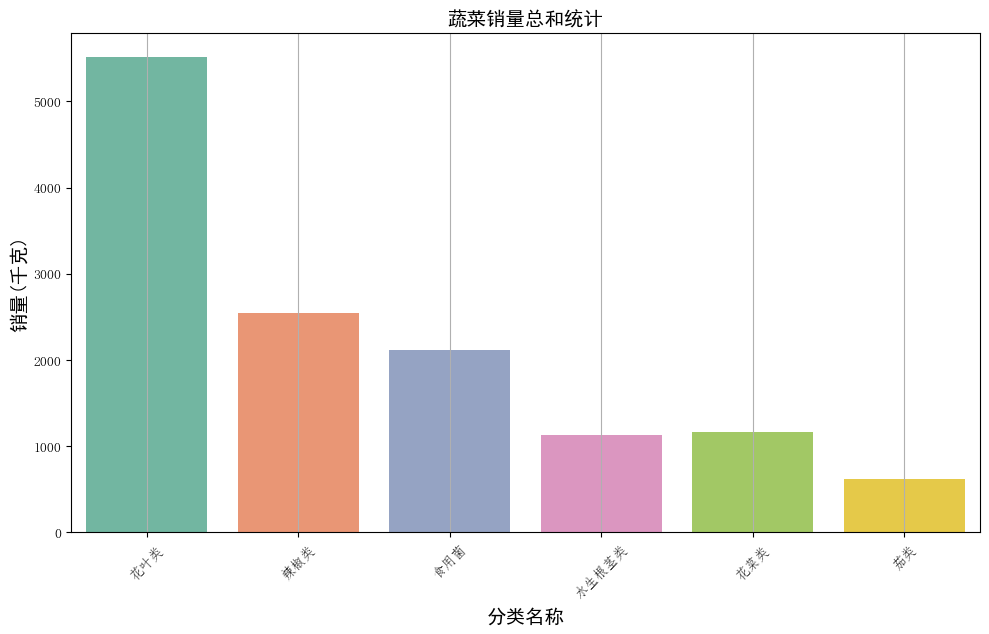 蔬菜销量总和统计
销量(千克)
5000
4000
3000
2000
1000
0
花叶类
辣椒类
食用菌
水生根茎类
花菜类
茄类
分类名称